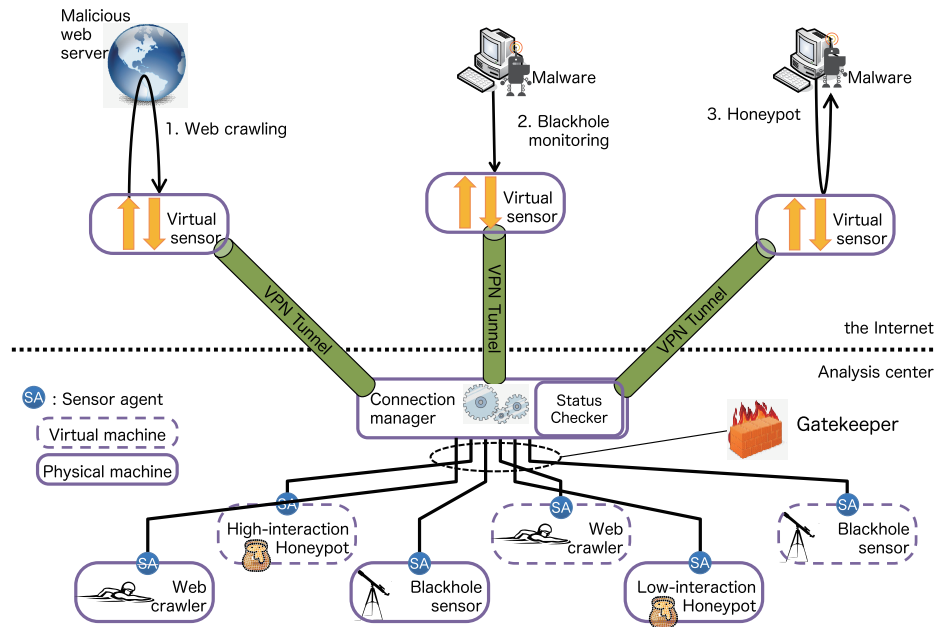 Malicious
web
server
1. Web crawling
Malware
2. Blackhole
monitoring
Malware
3. Honeypot
Virtual
sensor
Virtual
sensor
Virtual
sensor
VPN Tunnel
VPN Tunnel
VPN Tunnel
the Internet
Analysis center
Connection
manager
Status
Checker
Gatekeeper
SA : Sensor agent
Virtual machine
Physical machine
SA
High-interaction
Honeypot
SA
Web
crawler
SA
Blackhole
sensor
SA
Web
crawler
SA
Blackhole
sensor
SA
Low-interaction
Honeypot